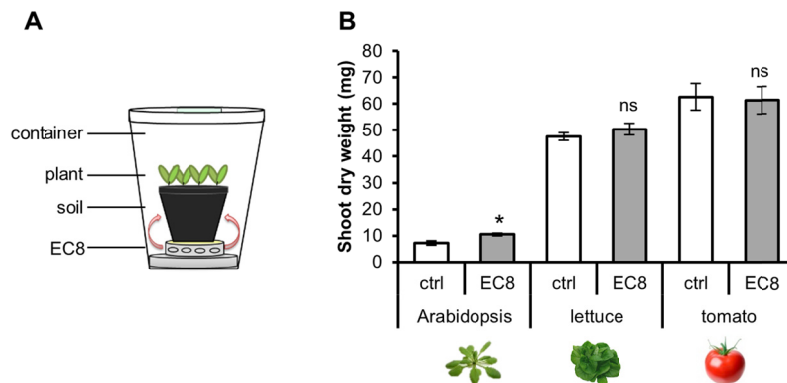 A
container
plant
soil
EC8
B
Shoot dry weight (mg)
80
70
60
50
40
30
20
10
0
*
ns
ns
ctrl EC8 ctrl EC8 ctrl EC8
Arabidopsis lettuce tomato